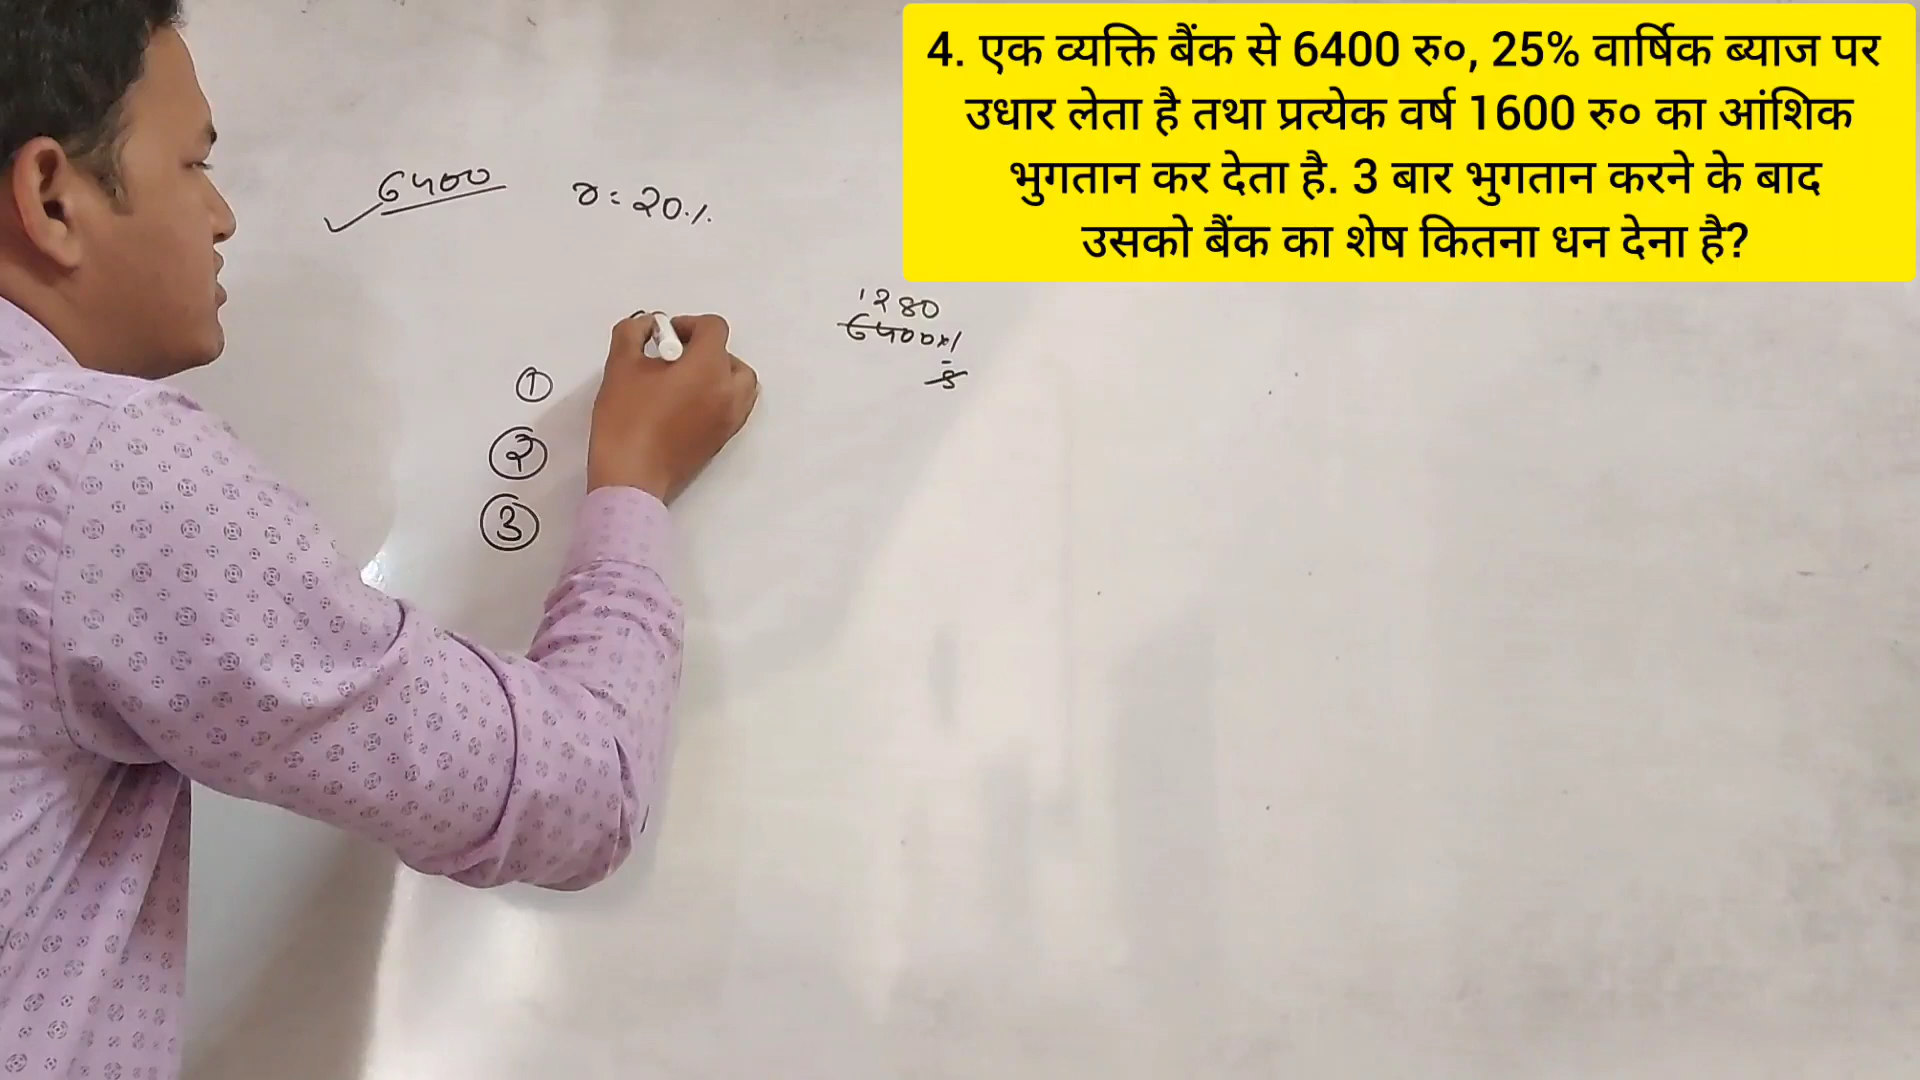 4. एक व्यक्ति बैंक से 6400 रु०, 25% वार्षिक ब्याज पर
उधार लेता है तथा प्रत्येक वर्ष 1600 रु० का आंशिक
भुगतान कर देता है. 3 बार भुगतान करने के बाद
उसको बैंक का शेष कितना धन देना है?
6400 r = 20%
1280
6400×1
5
1
2
3